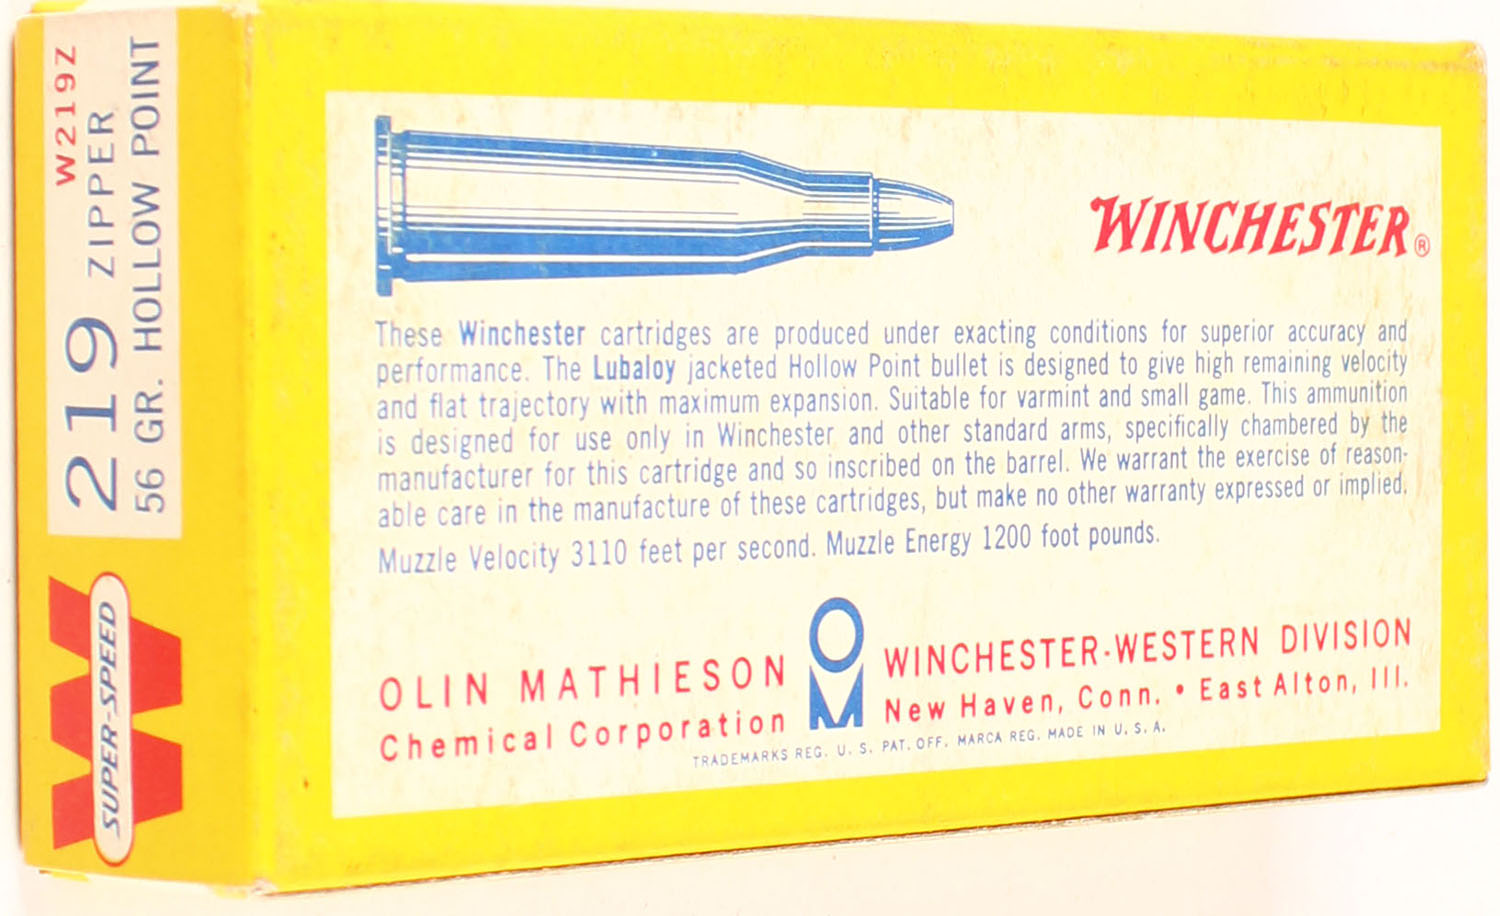 W219Z
219 ZIPPER
56 GR. HOLLOW POINT
W
SUPER-SPEED
WINCHESTER®
These Winchester cartridges are produced under exacting conditions for superior accuracy and
performance. The Lubaloy jacketed Hollow Point bullet is designed to give high remaining velocity
and flat trajectory with maximum expansion. Suitable for varmint and small game. This ammunition
is designed for use only in Winchester and other standard arms, specifically chambered by the
manufacturer for this cartridge and so inscribed on the barrel. We warrant the exercise of reason-
able care in the manufacture of these cartridges, but make no other warranty expressed or implied.
Muzzle Velocity 3110 feet per second. Muzzle Energy 1200 foot pounds.
OLIN MATHIESON
Chemical Corporation
OM
WINCHESTER-WESTERN DIVISION
New Haven, Conn. • East Alton, Ill.
TRADEMARKS REG. U. S. PAT. OFF. MARCA REG. MADE IN U. S. A.